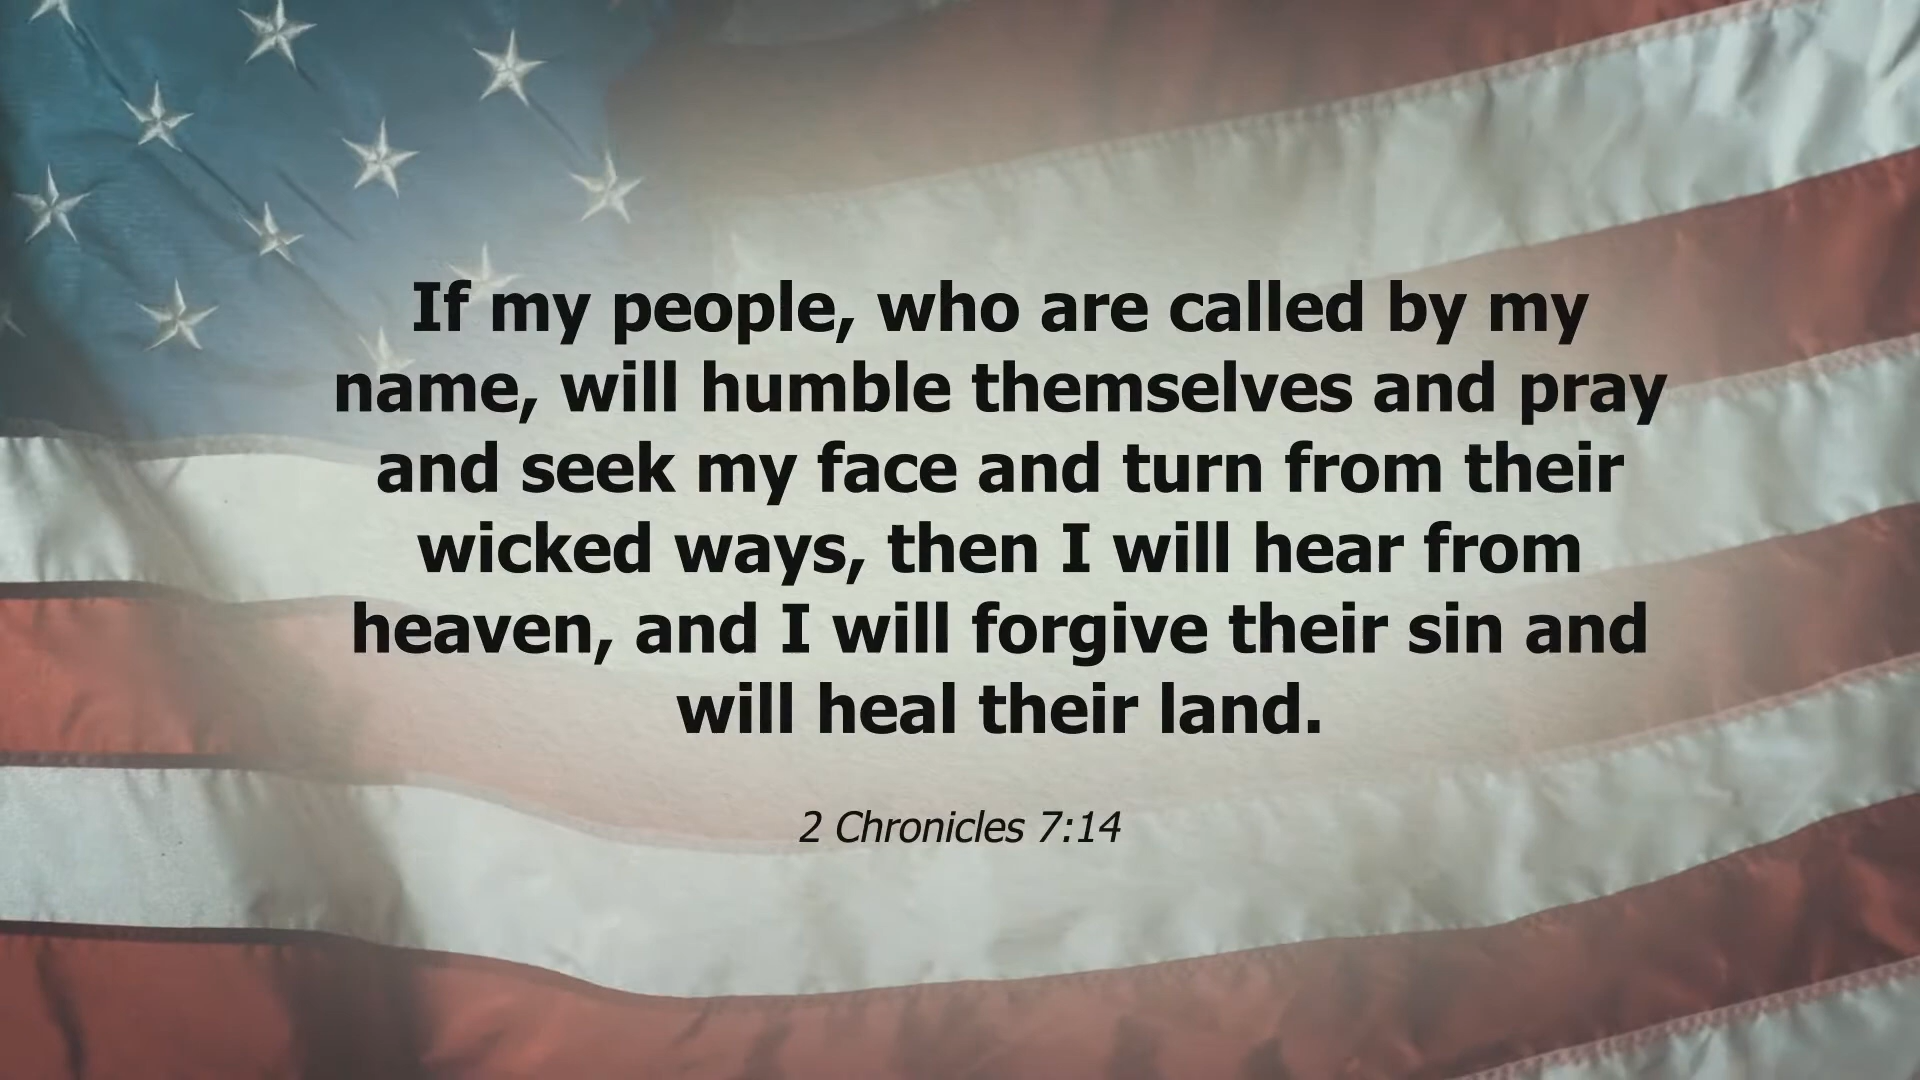 If my people, who are called by my
name, will humble themselves and pray
and seek my face and turn from their
wicked ways, then I will hear from
heaven, and I will forgive their sin and
will heal their land.
2 Chronicles 7:14